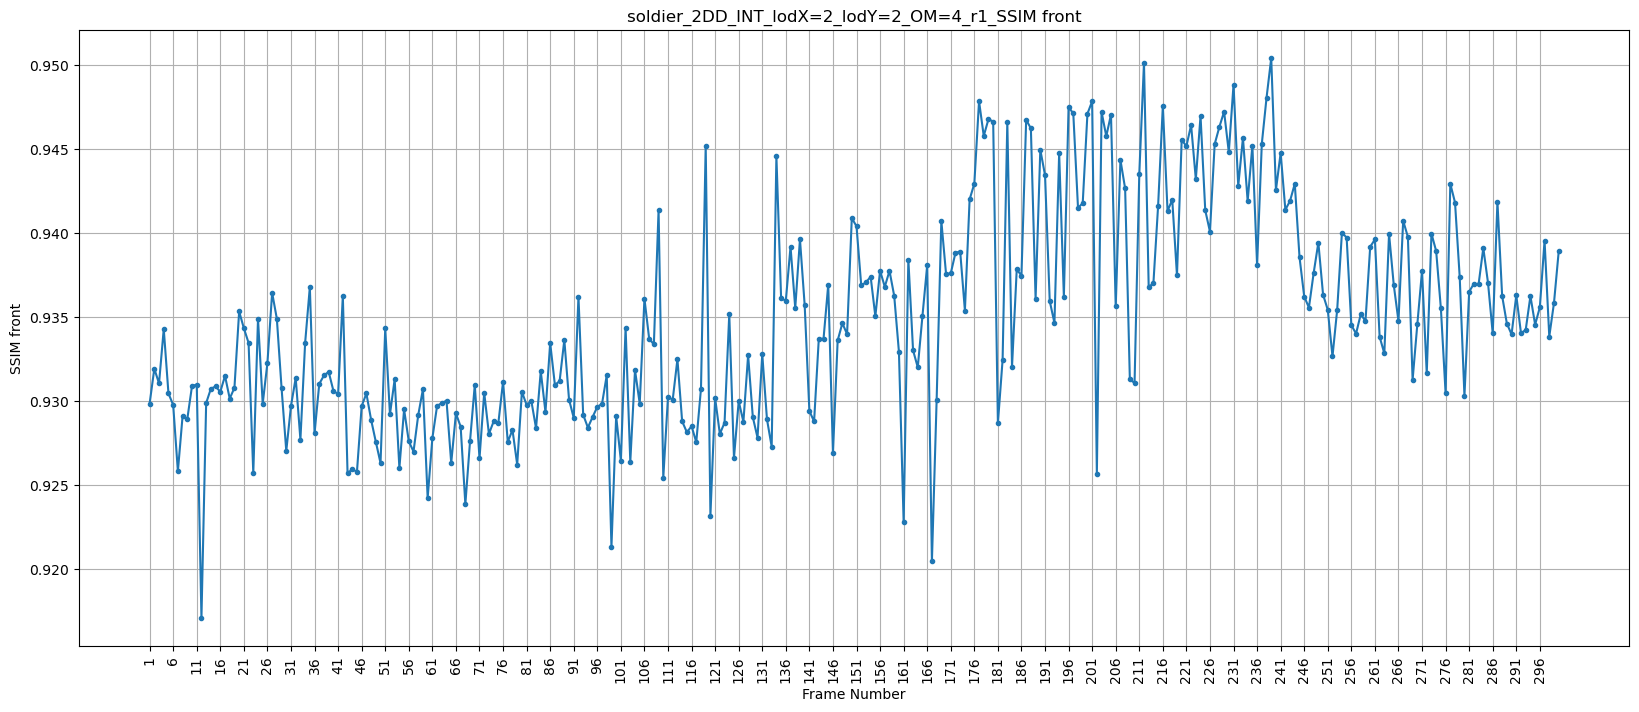 soldier_2DD_INT_lodX=2_lodY=2_OM=4_r1_SSIM front
SSIM front
0.950
0.945
0.940
0.935
0.930
0.925
0.920
1 6 11 16 21 26 31 36 41 46 51 56 61 66 71 76 81 86 91 96 101 106 111 116 121 126 131 136 141 146 151 156 161 166 171 176 181 186 191 196 201 206 211 216 221 226 231 236 241 246 251 256 261 266 271 276 281 286 291 296
Frame Number